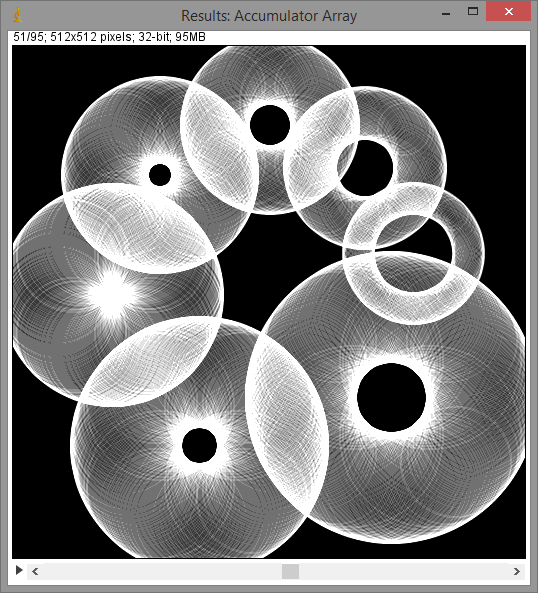 Results: Accumulator Array
51/95; 512x512 pixels; 32-bit; 95MB